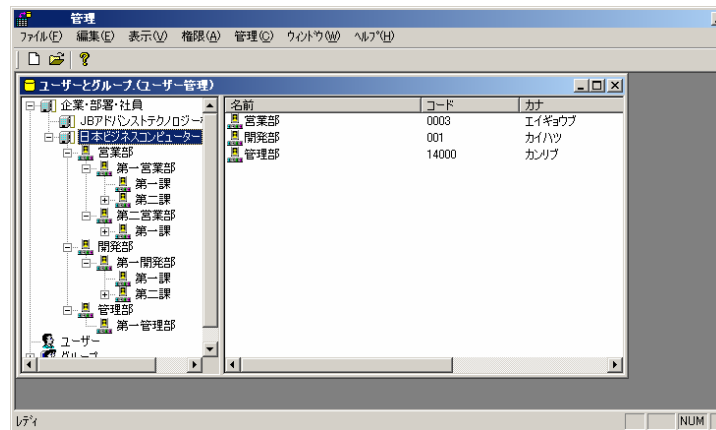 管理
ファイル(F) 編集(E) 表示(V) 権限(A) 管理(C) ウィンドウ(W) ヘルプ(H)
ユーザーとグループ.(ユーザー管理)
企業・部署・社員
JBアドバンストテクノロジー
日本ビジネスコンピューター
営業部
第一営業部
第一課
第二課
第二営業部
第一課
開発部
第一開発部
第一課
第二課
管理部
第一管理部
ユーザー
グループ
名前 コード カナ
営業部 0003 エイギョウブ
開発部 001 カイハツ
管理部 14000 カンリブ
レディ NUM